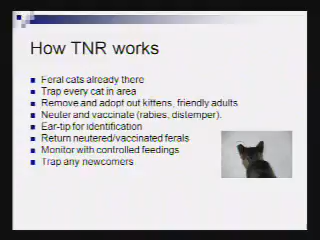 How TNR works
Feral cats already there
Trap every cat in area
Remove and adopt out kittens, friendly adults
Neuter and vaccinate (rabies, distemper).
Ear-tip for identification
Return neutered/vaccinated ferals
Monitor with controlled feedings
Trap any newcomers